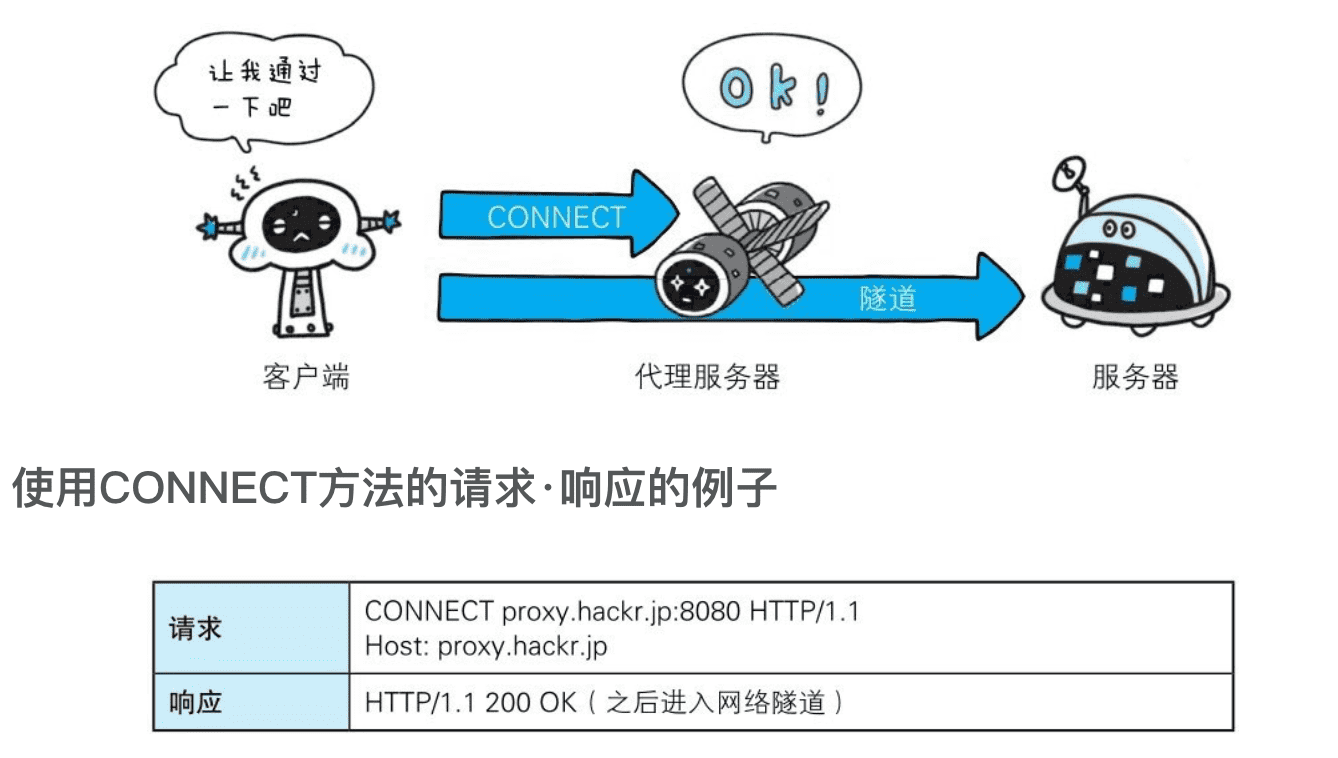 让我通过
一下吧
Ok!
CONNECT
隧道
客户端
代理服务器
服务器
使用CONNECT方法的请求·响应的例子
请求
CONNECT proxy.hackr.jp:8080 HTTP/1.1
Host: proxy.hackr.jp
响应
HTTP/1.1 200 OK（之后进入网络隧道）